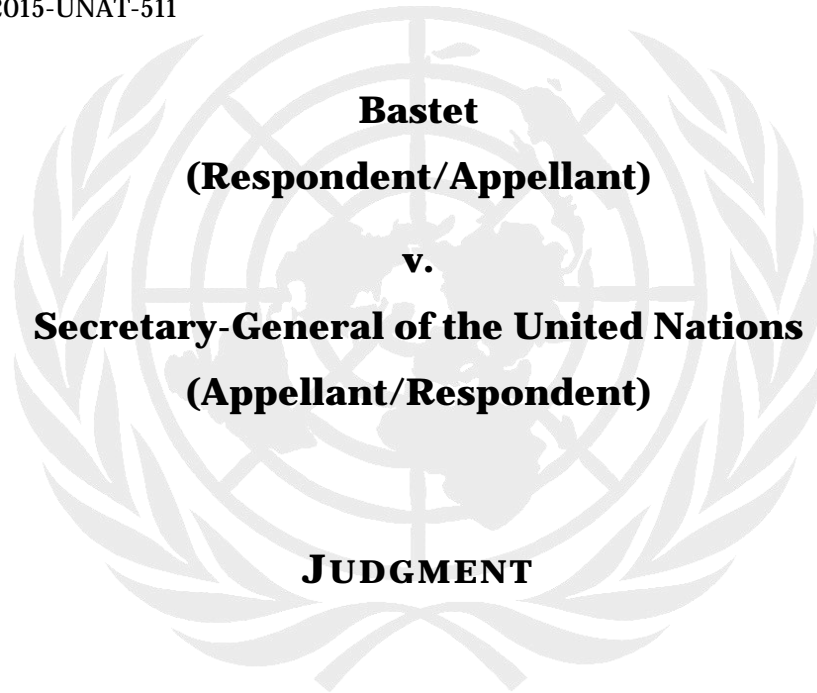 2015-UNAT-511
Bastet
(Respondent/Appellant)
v.
Secretary-General of the United Nations
(Appellant/Respondent)
JUDGMENT